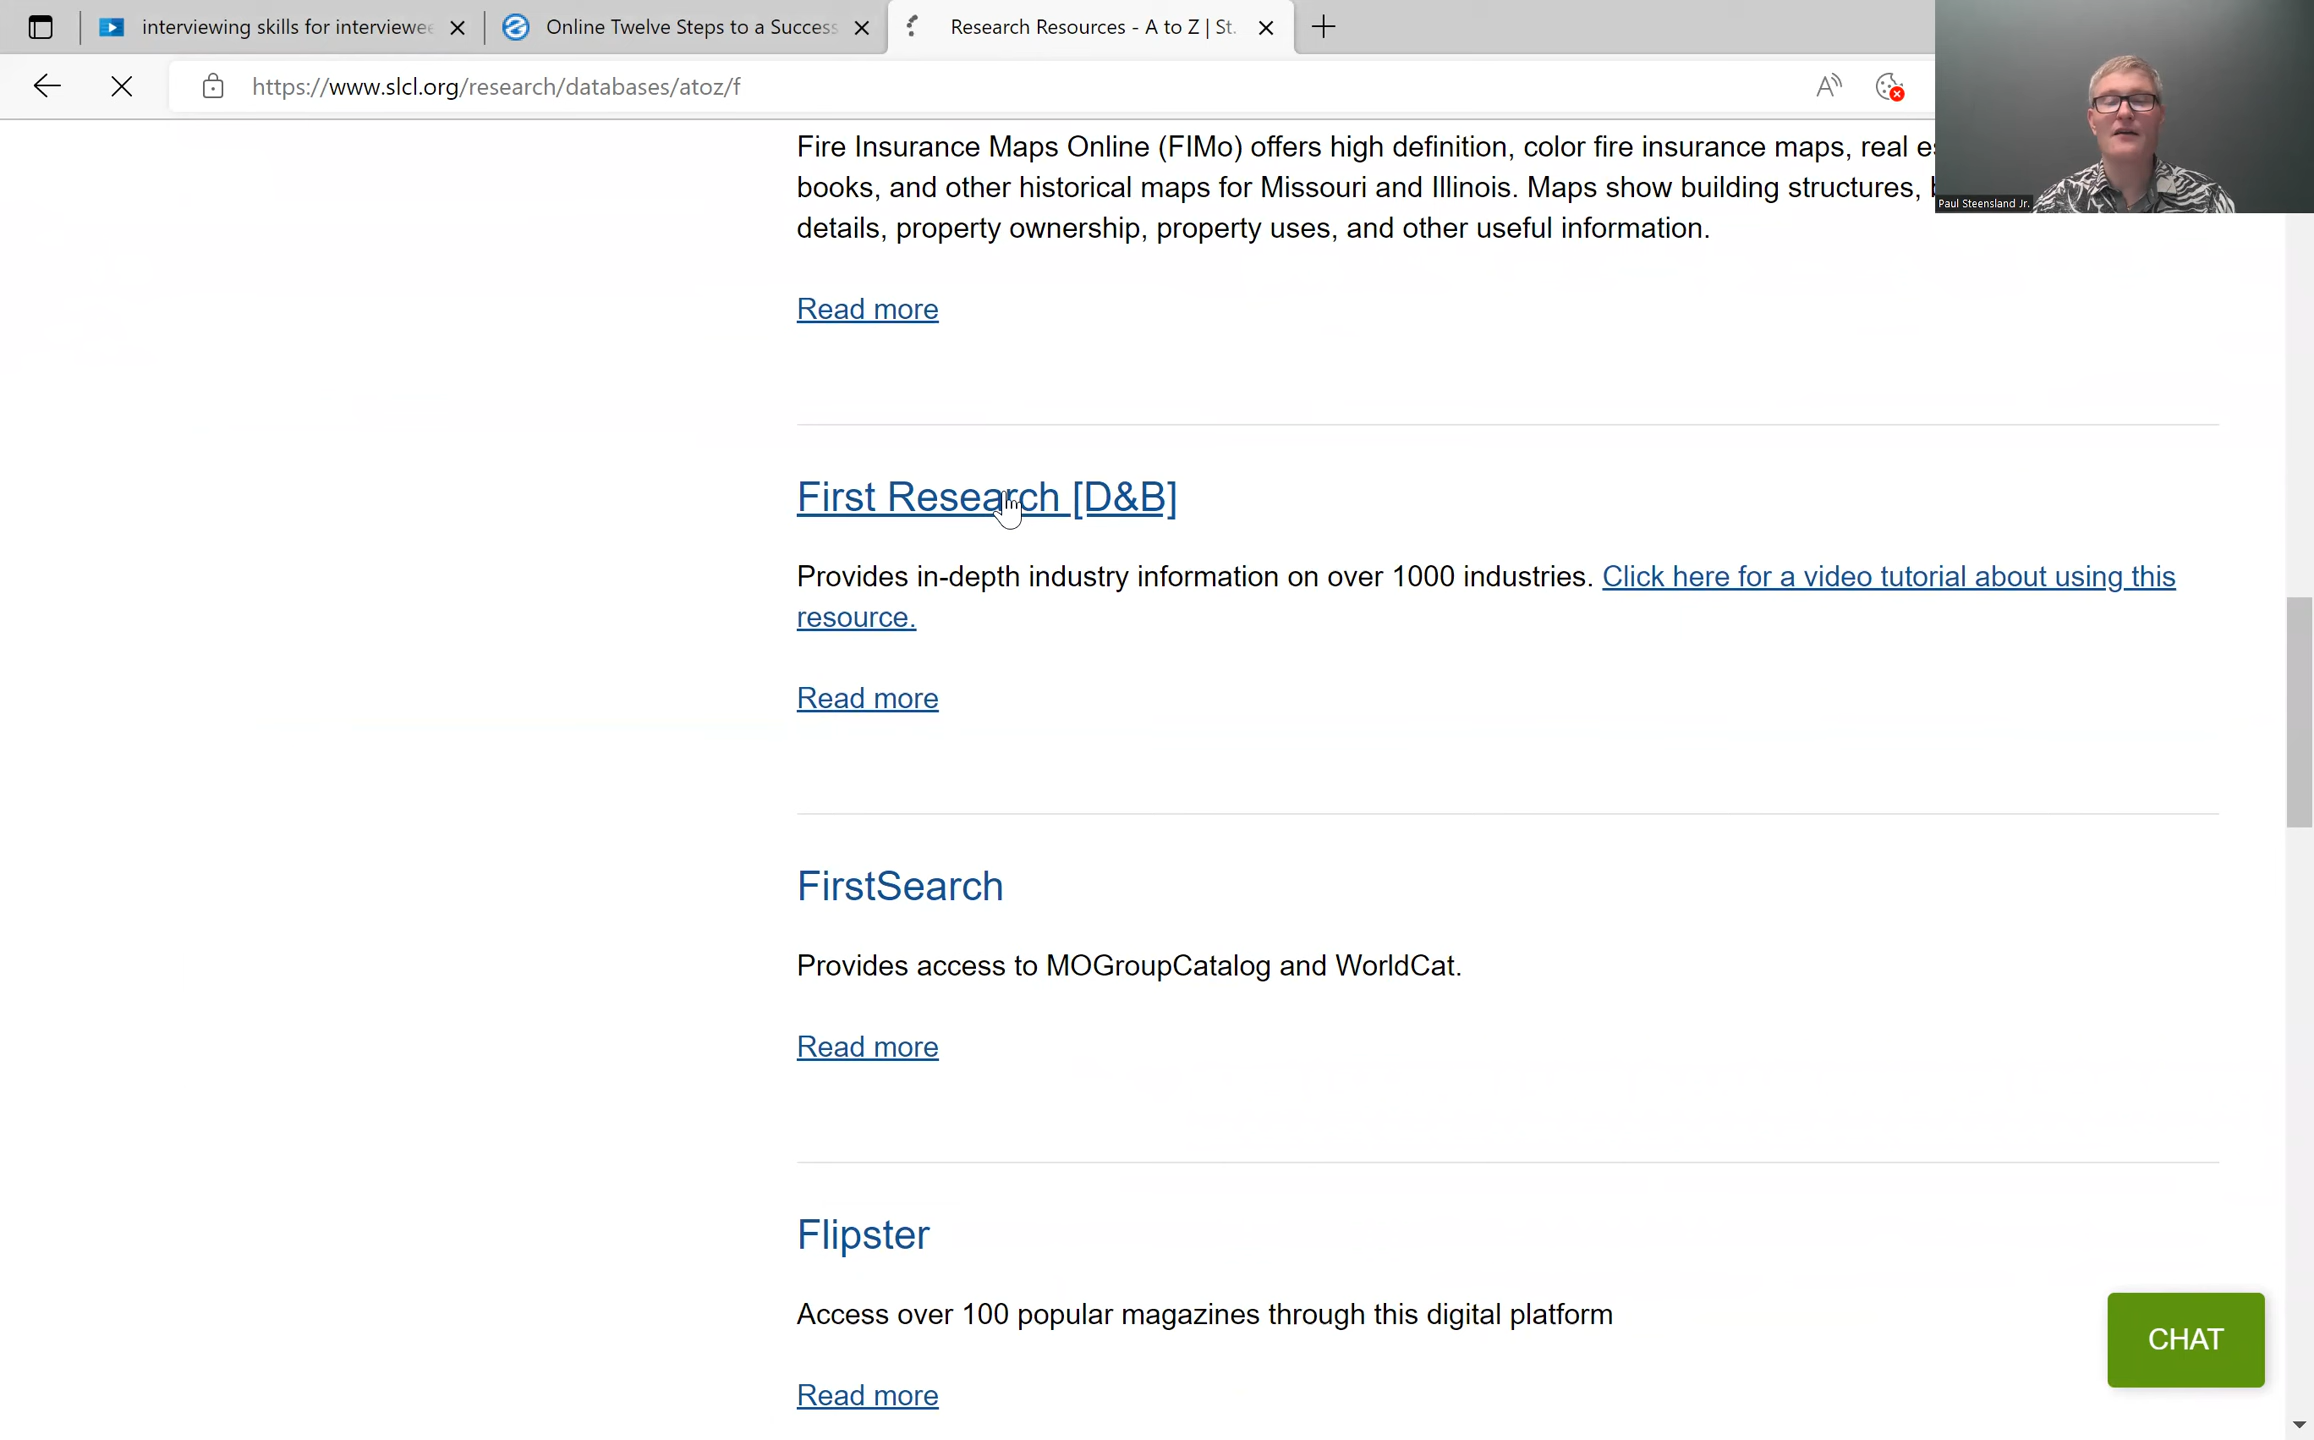 interviewing skills for interviewee
Online Twelve Steps to a Success
Research Resources - A to Z | St.
https://www.slcl.org/research/databases/atoz/f
Paul Steensland Jr.
Fire Insurance Maps Online (FIMo) offers high definition, color fire insurance maps, real
books, and other historical maps for Missouri and Illinois. Maps show building structures,
details, property ownership, property uses, and other useful information.
Read more
First Research [D&B]
Provides in-depth industry information on over 1000 industries. Click here for a video tutorial about using this
resource.
Read more
FirstSearch
Provides access to MOGroupCatalog and WorldCat.
Read more
Flipster
Access over 100 popular magazines through this digital platform
Read more
CHAT